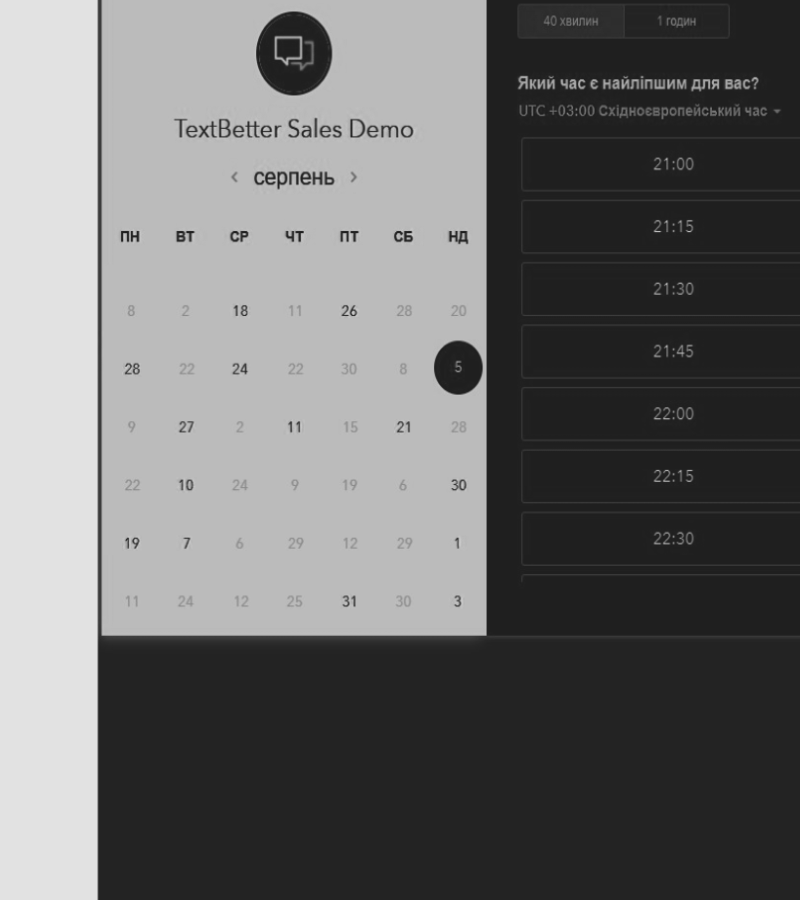 TextBetter Sales Demo
серпень
ПН ВТ СР ЧТ ПТ СБ НД
8 2 18 11 26 28 20
28 22 24 22 30 8 5
9 27 2 11 15 21 28
22 10 24 9 19 6 30
19 7 6 29 12 29 1
11 24 12 25 31 30 3
40 хвилин 1 годин
Який час є найліпшим для вас?
UTC +03:00 Східноєвропейський час
21:00
21:15
21:30
21:45
22:00
22:15
22:30